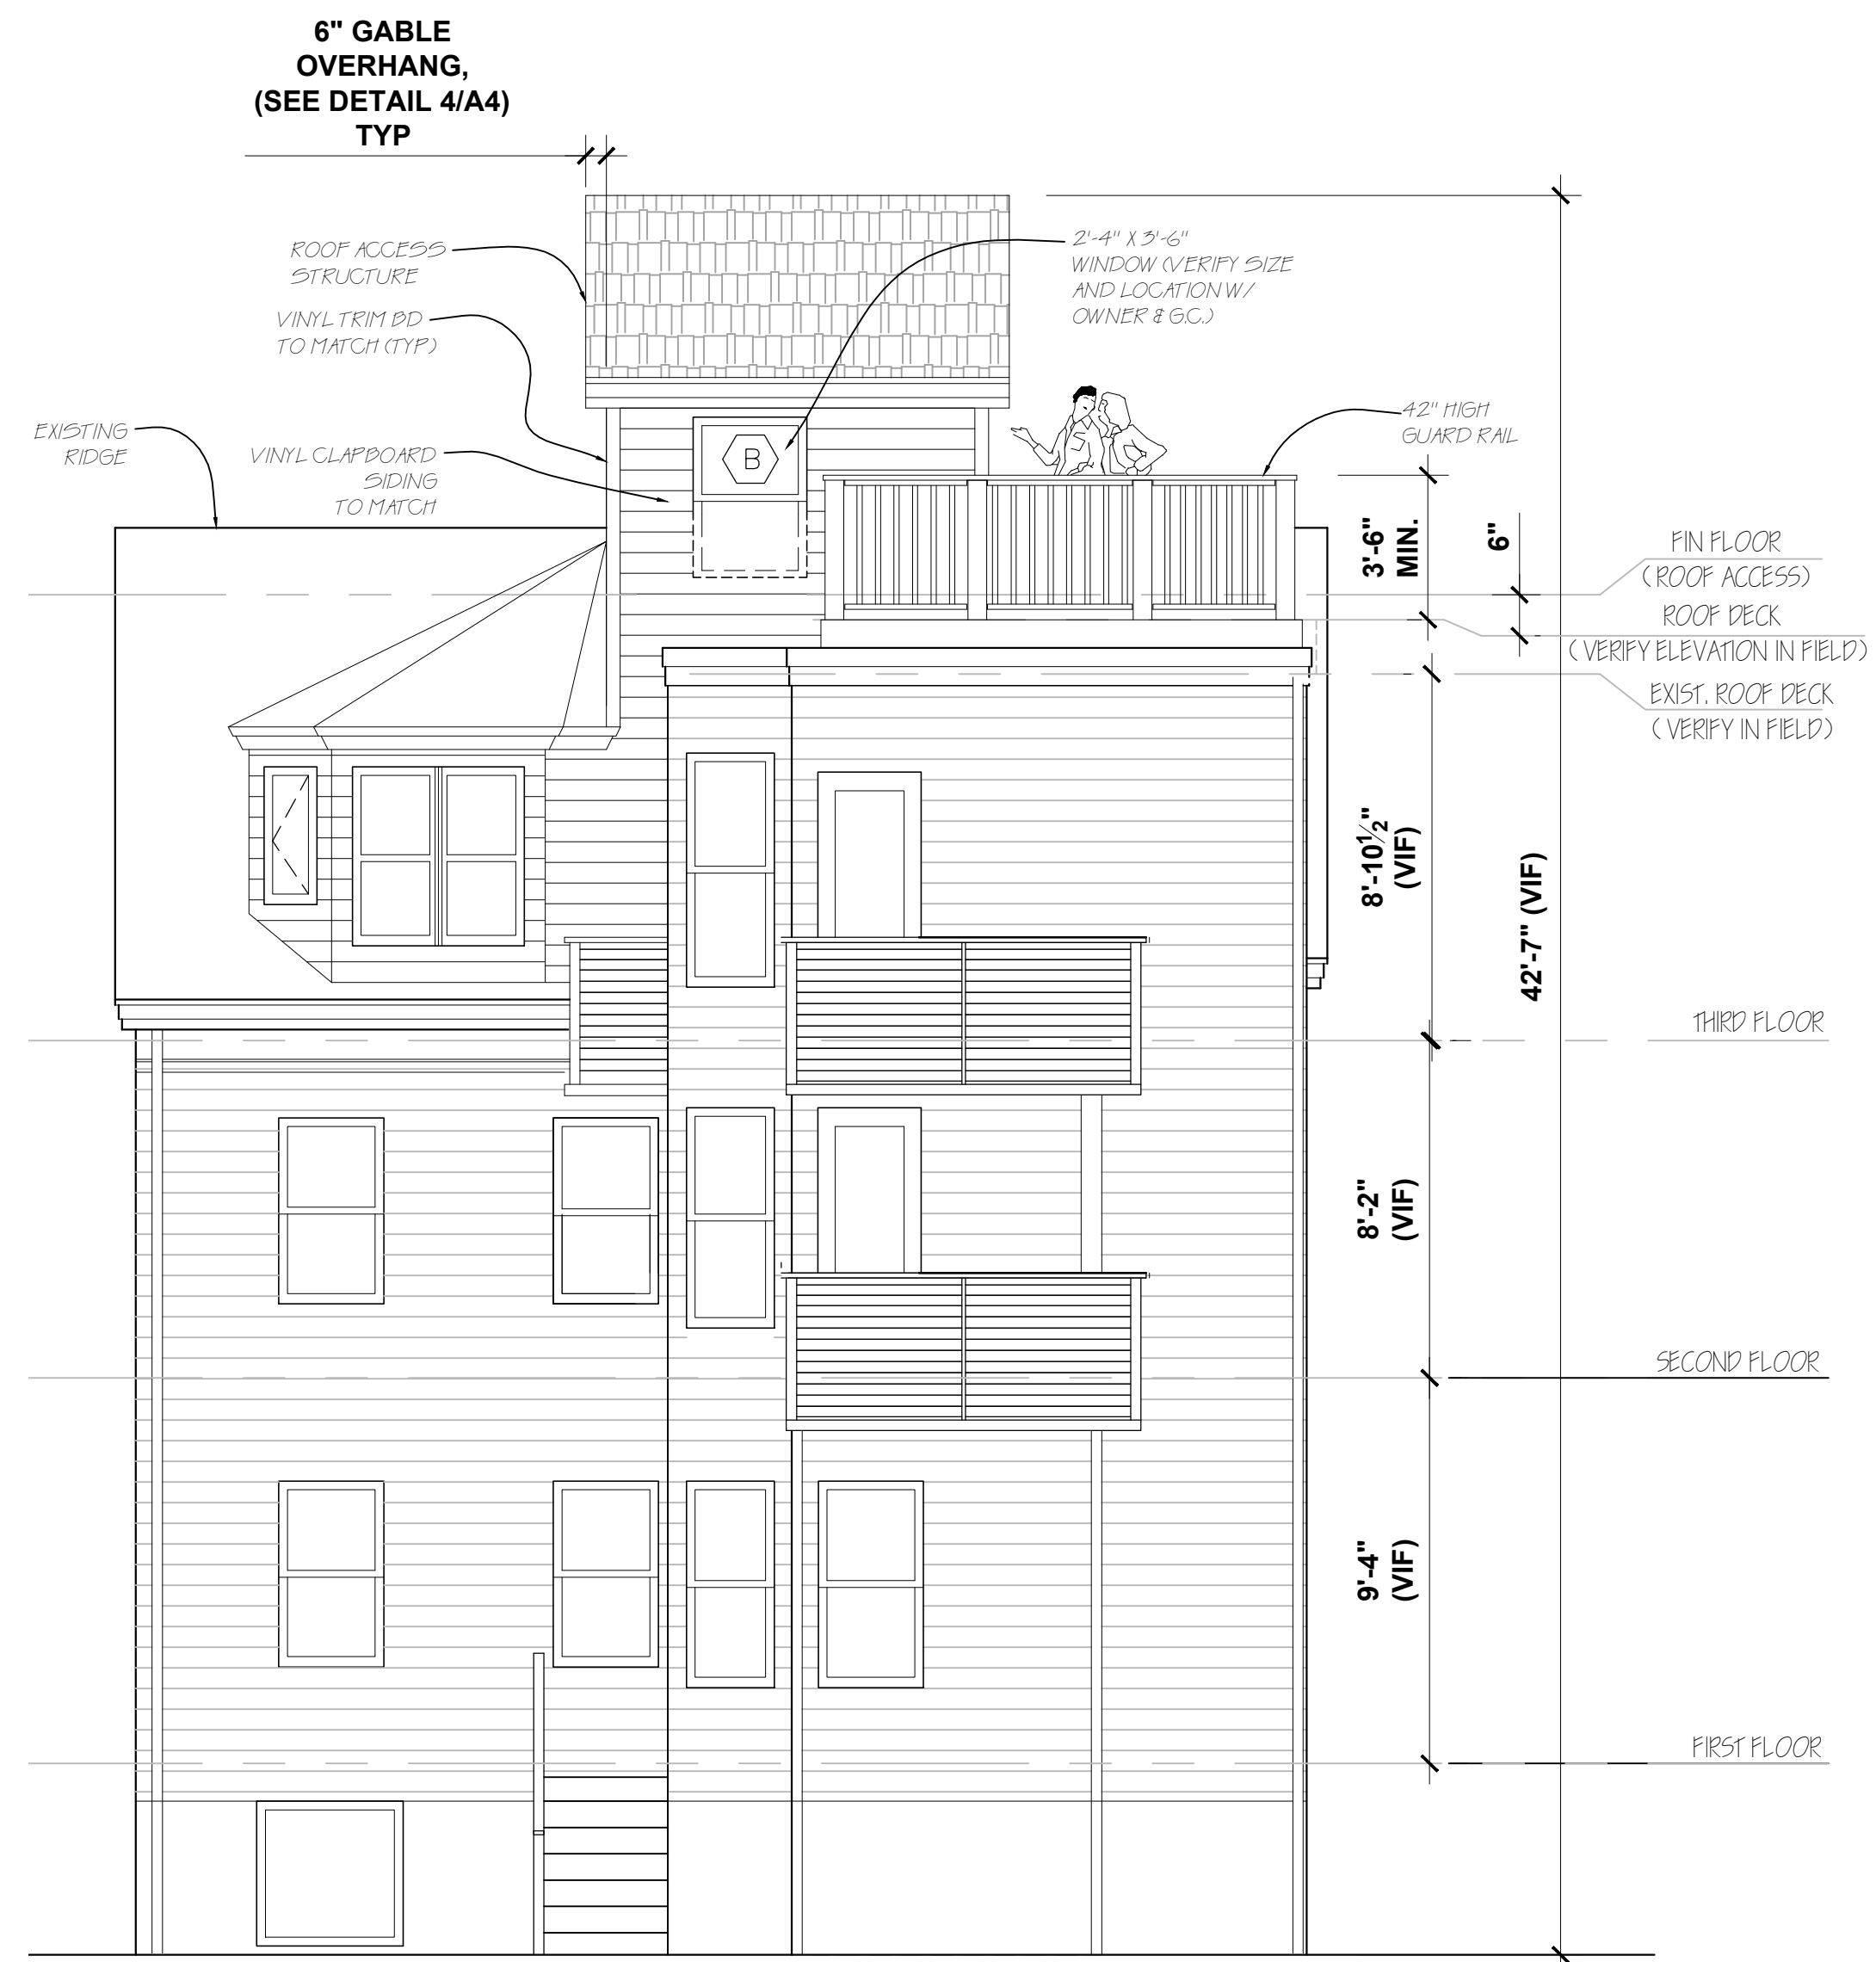 6" GABLE
OVERHANG,
(SEE DETAIL 4/A4)
TYP
ROOF ACCESS
STRUCTURE
VINYL TRIM BD
TO MATCH (TYP)
EXISTING
RIDGE
VINYL CLAPBOARD
SIDING
TO MATCH
B
2'-4" X 3'-6"
WINDOW (VERIFY SIZE
AND LOCATION W/
OWNER & G.C.)
42" HIGH
GUARD RAIL
3'-6"
MIN.
6"
FIN FLOOR
(ROOF ACCESS)
ROOF DECK
(VERIFY ELEVATION IN FIELD)
EXIST. ROOF DECK
(VERIFY IN FIELD)
8'-10½"
(VIF)
42'-7" (VIF)
THIRD FLOOR
8'-2"
(VIF)
SECOND FLOOR
9'-4"
(VIF)
FIRST FLOOR